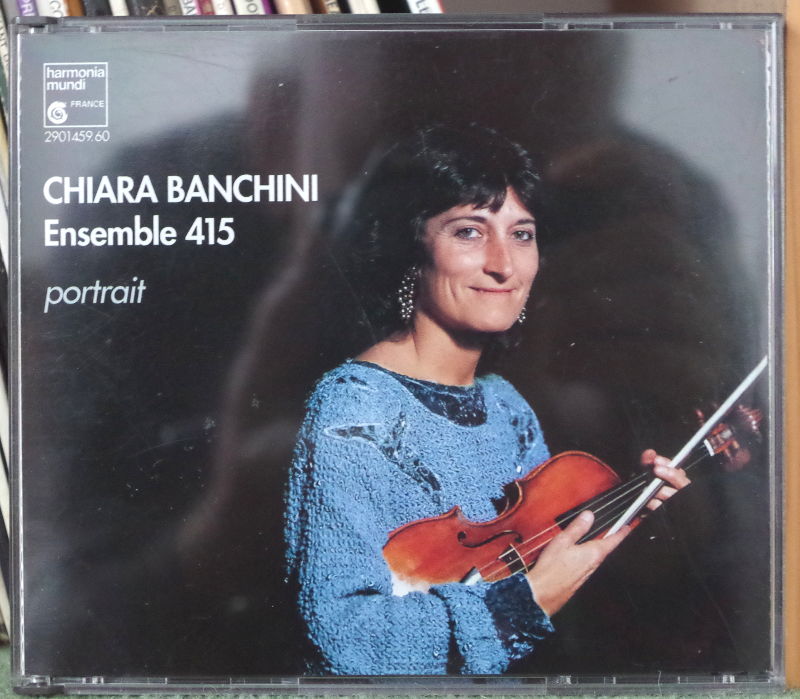 harmonia
mundi
FRANCE
2901459.60
CHIARA BANCHINI
Ensemble 415
portrait